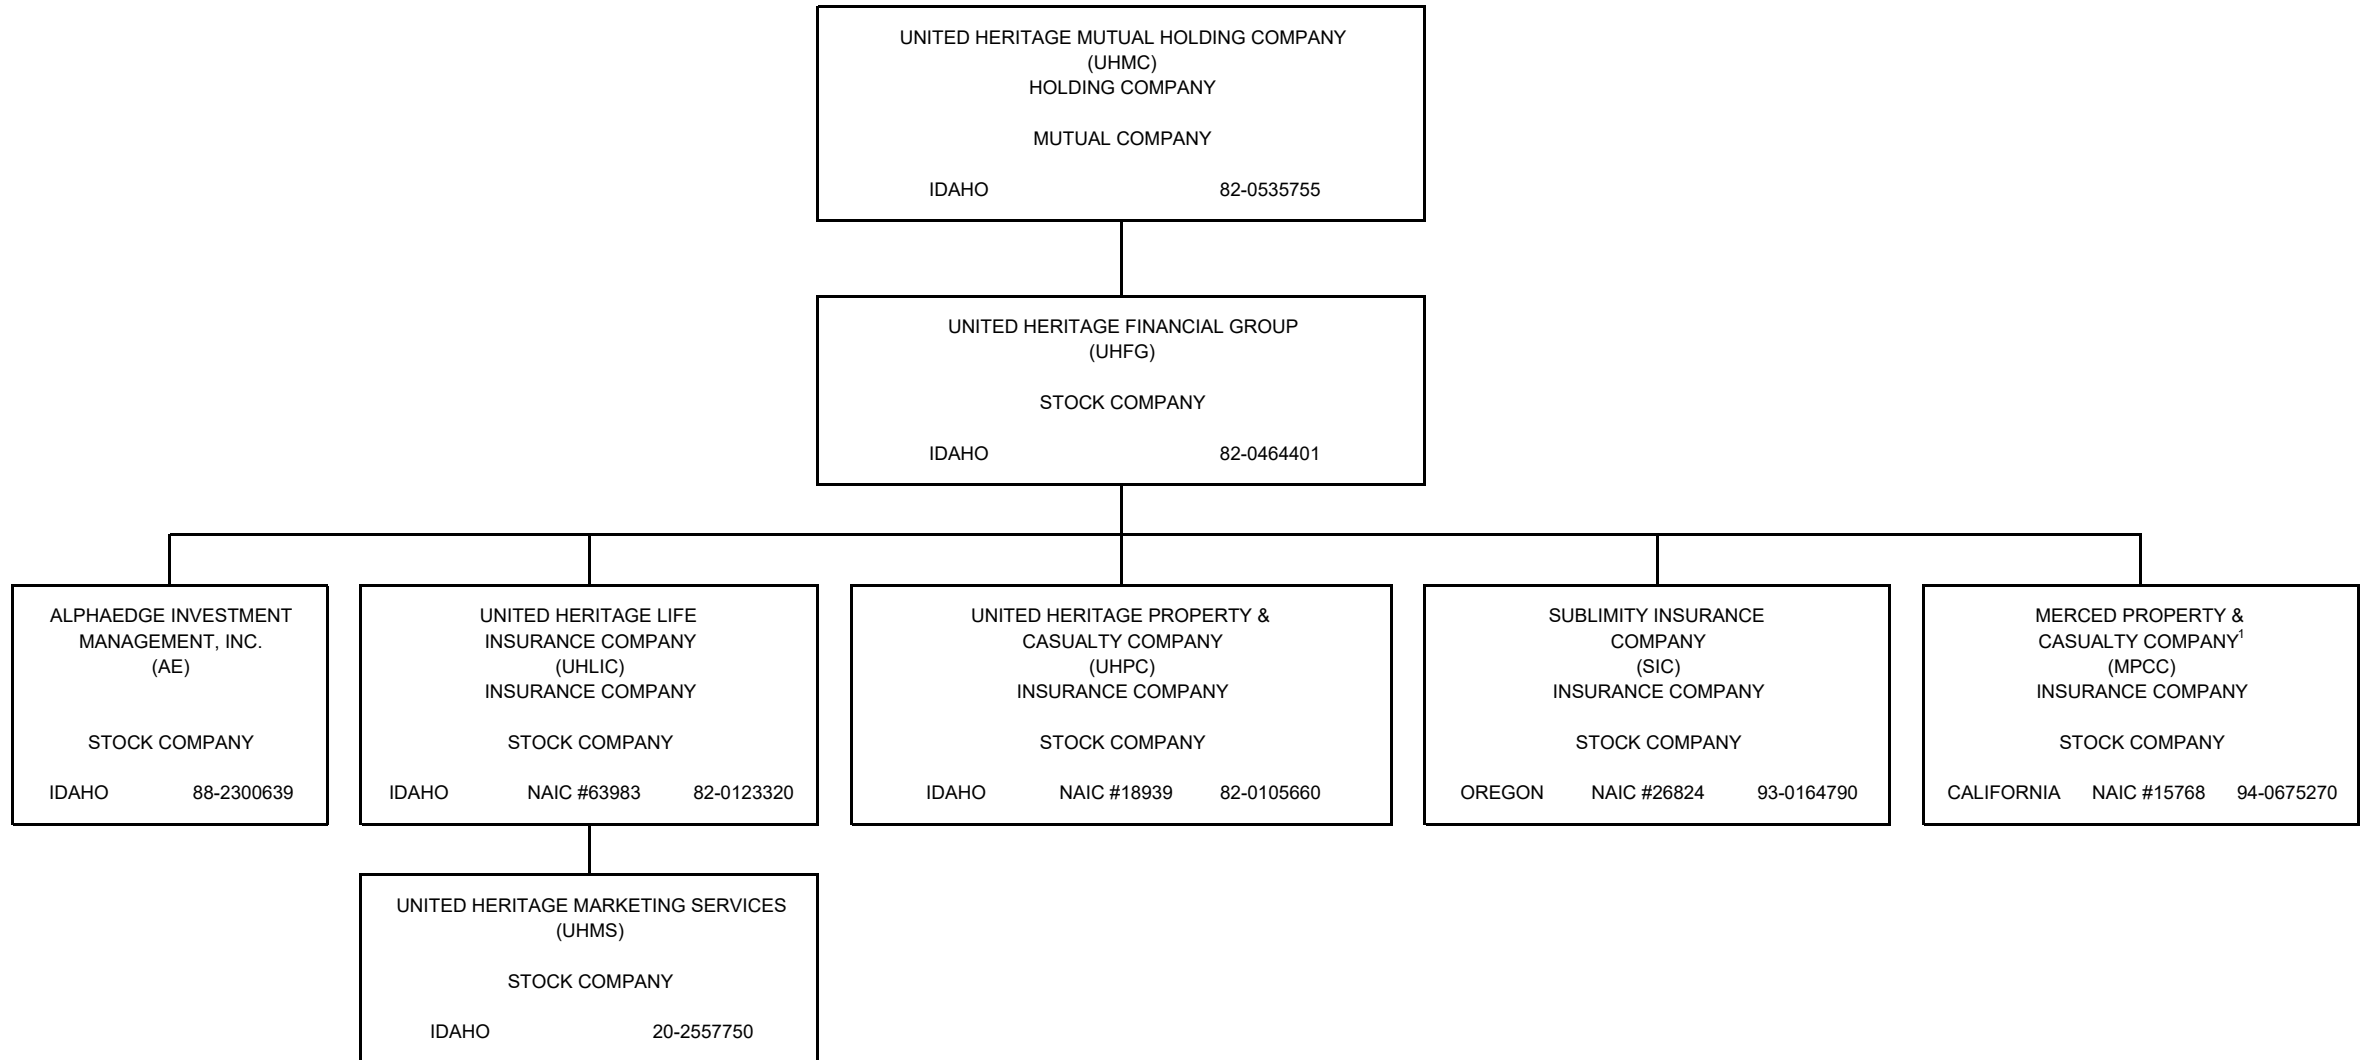 UNITED HERITAGE MUTUAL HOLDING COMPANY
(UHMC)
HOLDING COMPANY
MUTUAL COMPANY
IDAHO 82-0535755
UNITED HERITAGE FINANCIAL GROUP
(UHFG)
STOCK COMPANY
IDAHO 82-0464401
ALPHAEDGE INVESTMENT
MANAGEMENT, INC.
(AE)
STOCK COMPANY
IDAHO 88-2300639
UNITED HERITAGE LIFE
INSURANCE COMPANY
(UHLIC)
INSURANCE COMPANY
STOCK COMPANY
IDAHO NAIC #63983 82-0123320
UNITED HERITAGE PROPERTY &
CASUALTY COMPANY
(UHPC)
INSURANCE COMPANY
STOCK COMPANY
IDAHO NAIC #18939 82-0105660
SUBLIMITY INSURANCE
COMPANY
(SIC)
INSURANCE COMPANY
STOCK COMPANY
OREGON NAIC #26824 93-0164790
MERCED PROPERTY &
CASUALTY COMPANY¹
(MPCC)
INSURANCE COMPANY
STOCK COMPANY
CALIFORNIA NAIC #15768 94-0675270
UNITED HERITAGE MARKETING SERVICES
(UHMS)
STOCK COMPANY
IDAHO 20-2557750